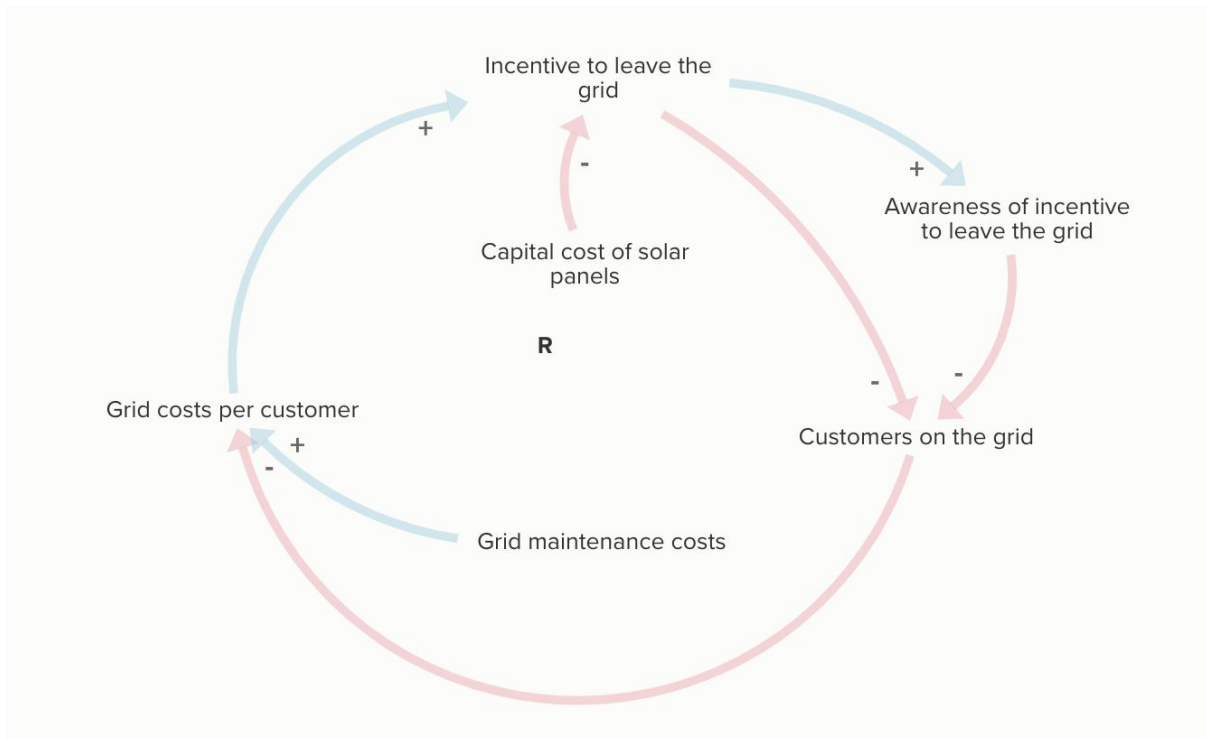 Incentive to leave the
grid
+
-
+
Awareness of incentive
to leave the grid
Capital cost of solar
panels
R
-
-
Grid costs per customer
Customers on the grid
+
-
Grid maintenance costs